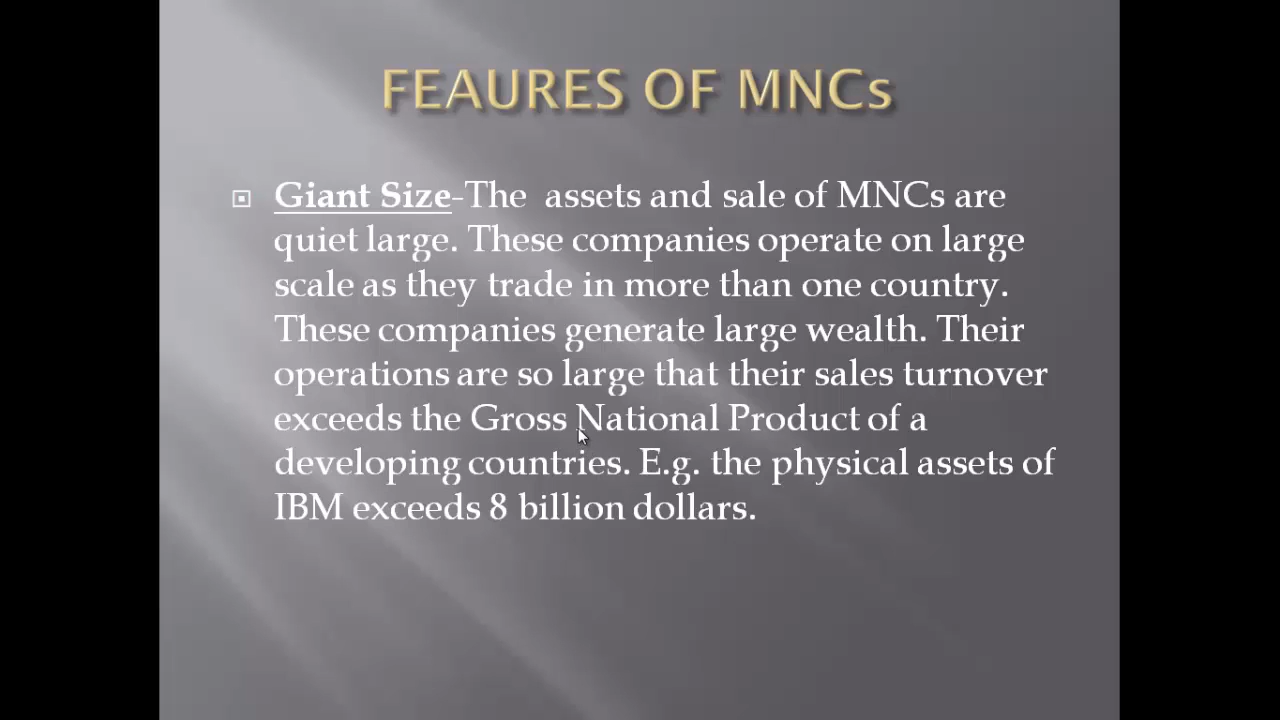 FEAURES OF MNCs
Giant Size-The  assets and sale of MNCs are
quiet large. These companies operate on large
scale as they trade in more than one country.
These companies generate large wealth. Their
operations are so large that their sales turnover
exceeds the Gross National Product of a
developing countries. E.g. the physical assets of
IBM exceeds 8 billion dollars.